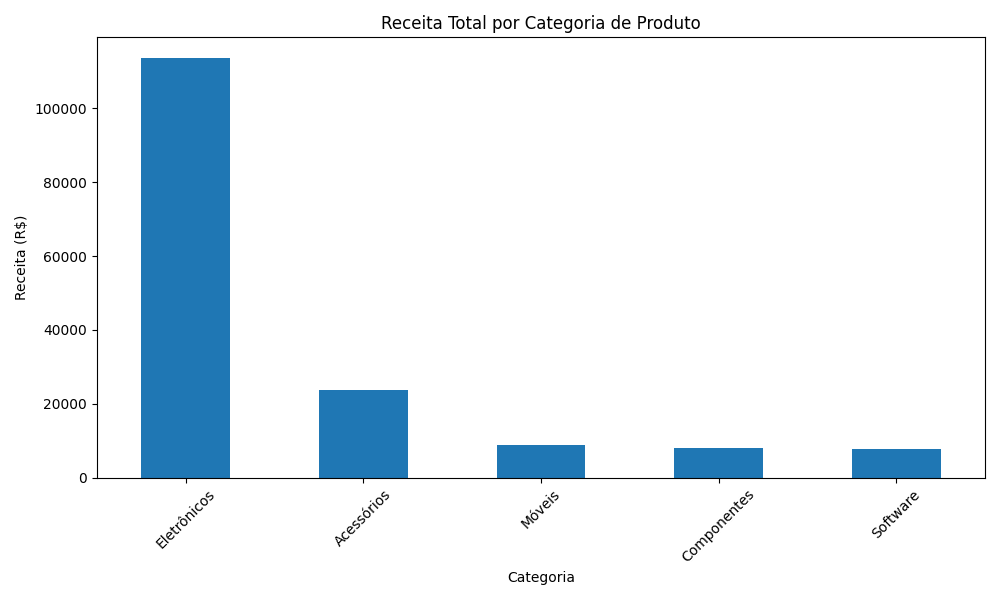 Receita Total por Categoria de Produto
Receita (R$)
100000
80000
60000
40000
20000
0
Eletrônicos
Acessórios
Móveis
Componentes
Software
Categoria